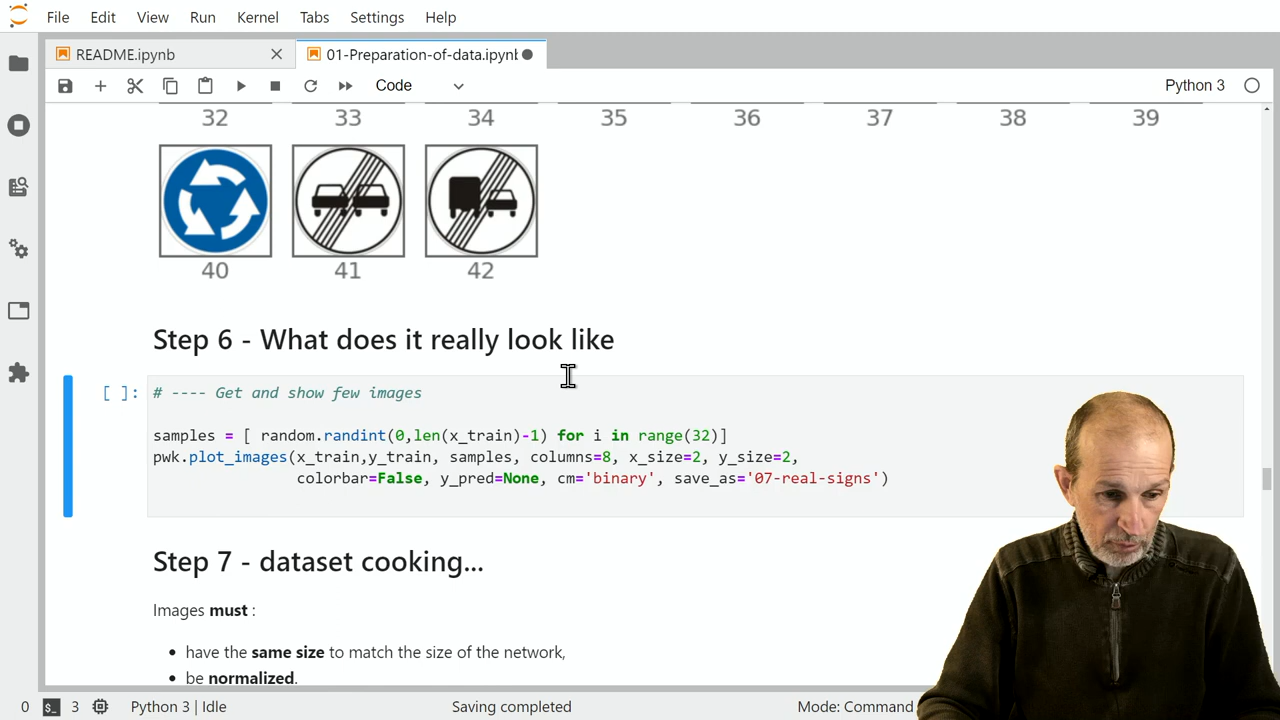 File Edit View Run Kernel Tabs Settings Help
README.ipynb 01-Preparation-of-data.ipynb
Code Python 3
32 33 34 35 36 37 38 39
40 41 42
Step 6 - What does it really look like
[ ]: # ---- Get and show few images
samples = [ random.randint(0,len(x_train)-1) for i in range(32)]
pwk.plot_images(x_train,y_train, samples, columns=8, x_size=2, y_size=2,
colorbar=False, y_pred=None, cm='binary', save_as='07-real-signs')
Step 7 - dataset cooking...
Images must :
• have the same size to match the size of the network,
• be normalized.
0 $_ 3 Python 3 | Idle Saving completed Mode: Command